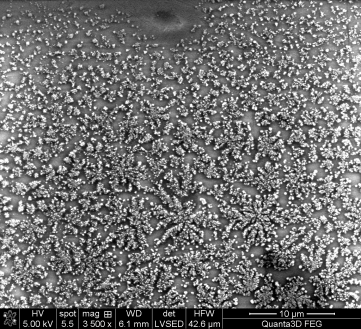 HV spot mag WD det HFW 10 µm
5.00 kV 5.5 3 500 x 6.1 mm LVSED 42.6 µm Quanta3D FEG